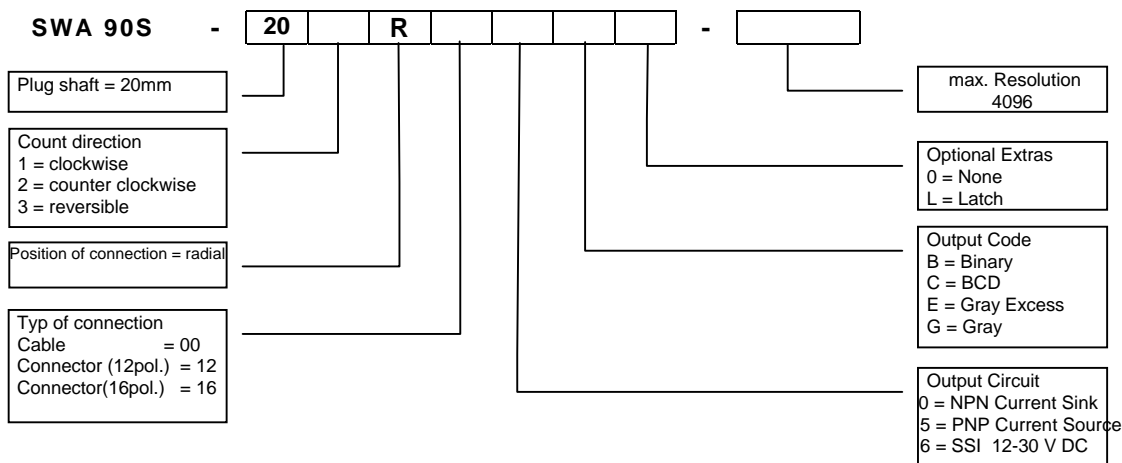 SWA 90S - 20 R -
Plug shaft = 20mm
Count direction
1 = clockwise
2 = counter clockwise
3 = reversible
Position of connection = radial
Typ of connection
Cable = 00
Connector (12pol.) = 12
Connector(16pol.) = 16
max. Resolution
4096
Optional Extras
0 = None
L = Latch
Output Code
B = Binary
C = BCD
E = Gray Excess
G = Gray
Output Circuit
0 = NPN Current Sink
5 = PNP Current Source
6 = SSI 12-30 V DC